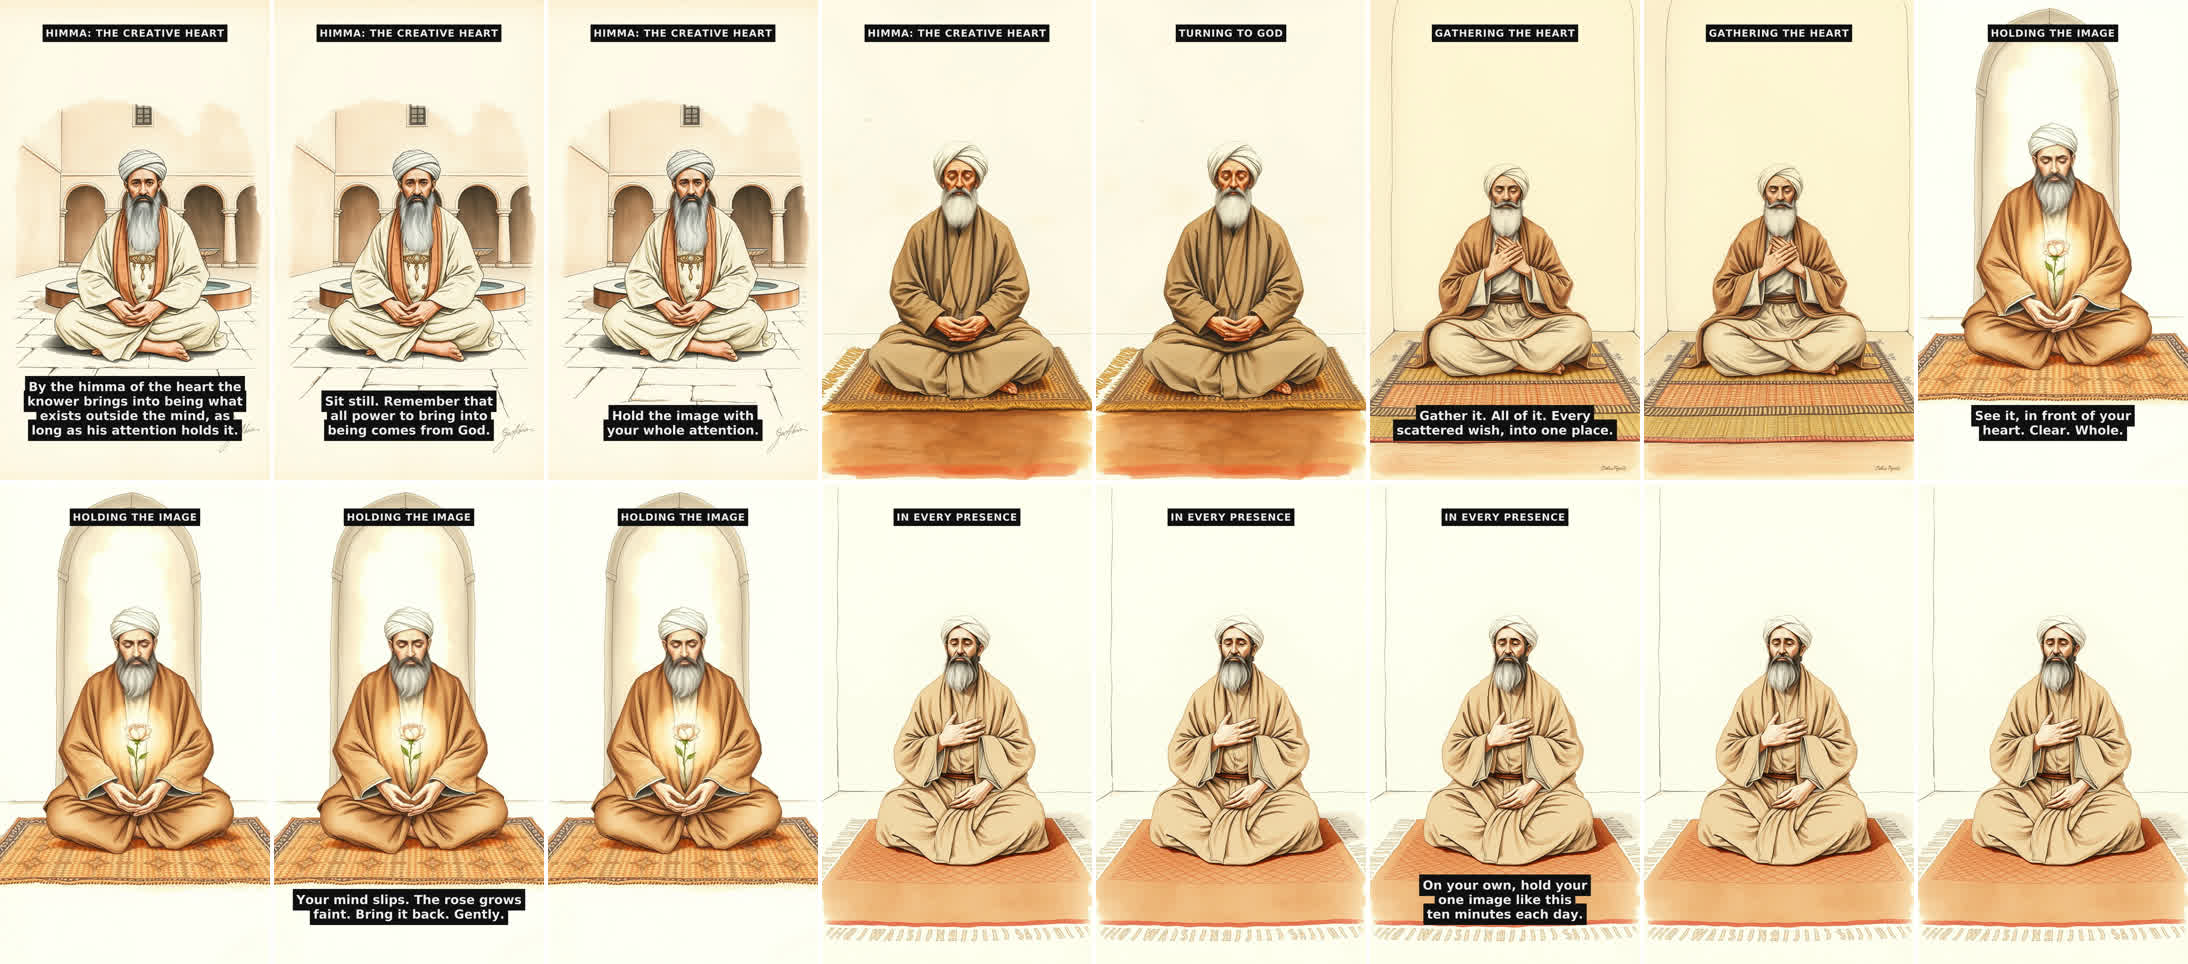 HIMMA: THE CREATIVE HEART
By the himma of the heart the
knower brings into being what
exists outside the mind, as
long as his attention holds it.
HIMMA: THE CREATIVE HEART
Sit still. Remember that
all power to bring into
being comes from God.
HIMMA: THE CREATIVE HEART
Hold the image with
your whole attention.
HIMMA: THE CREATIVE HEART
TURNING TO GOD
GATHERING THE HEART
Gather it. All of it. Every
scattered wish, into one place.
GATHERING THE HEART
HOLDING THE IMAGE
See it, in front of your
heart. Clear. Whole.
HOLDING THE IMAGE
HOLDING THE IMAGE
Your mind slips. The rose grows
faint. Bring it back. Gently.
HOLDING THE IMAGE
IN EVERY PRESENCE
IN EVERY PRESENCE
IN EVERY PRESENCE
On your own, hold your
one image like this
ten minutes each day.